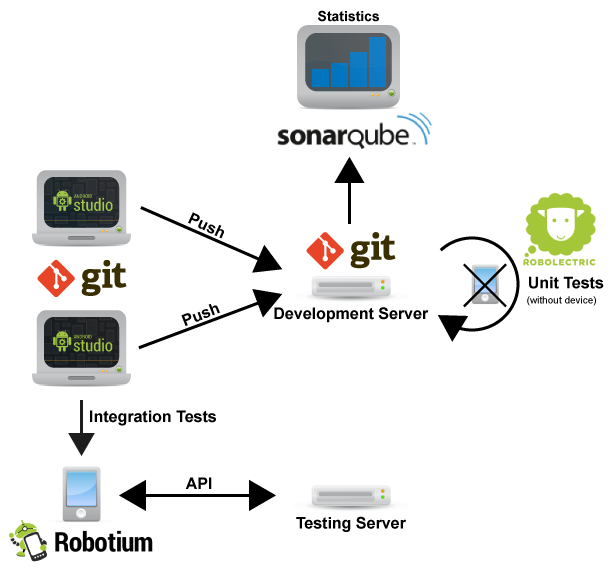 Statistics
sonarqube™
ANDROID
studio
Push
git
git
ROBOLECTRIC
Unit Tests
(without device)
Push
Development Server
ANDROID
studio
Integration Tests
API
Testing Server
Robotium